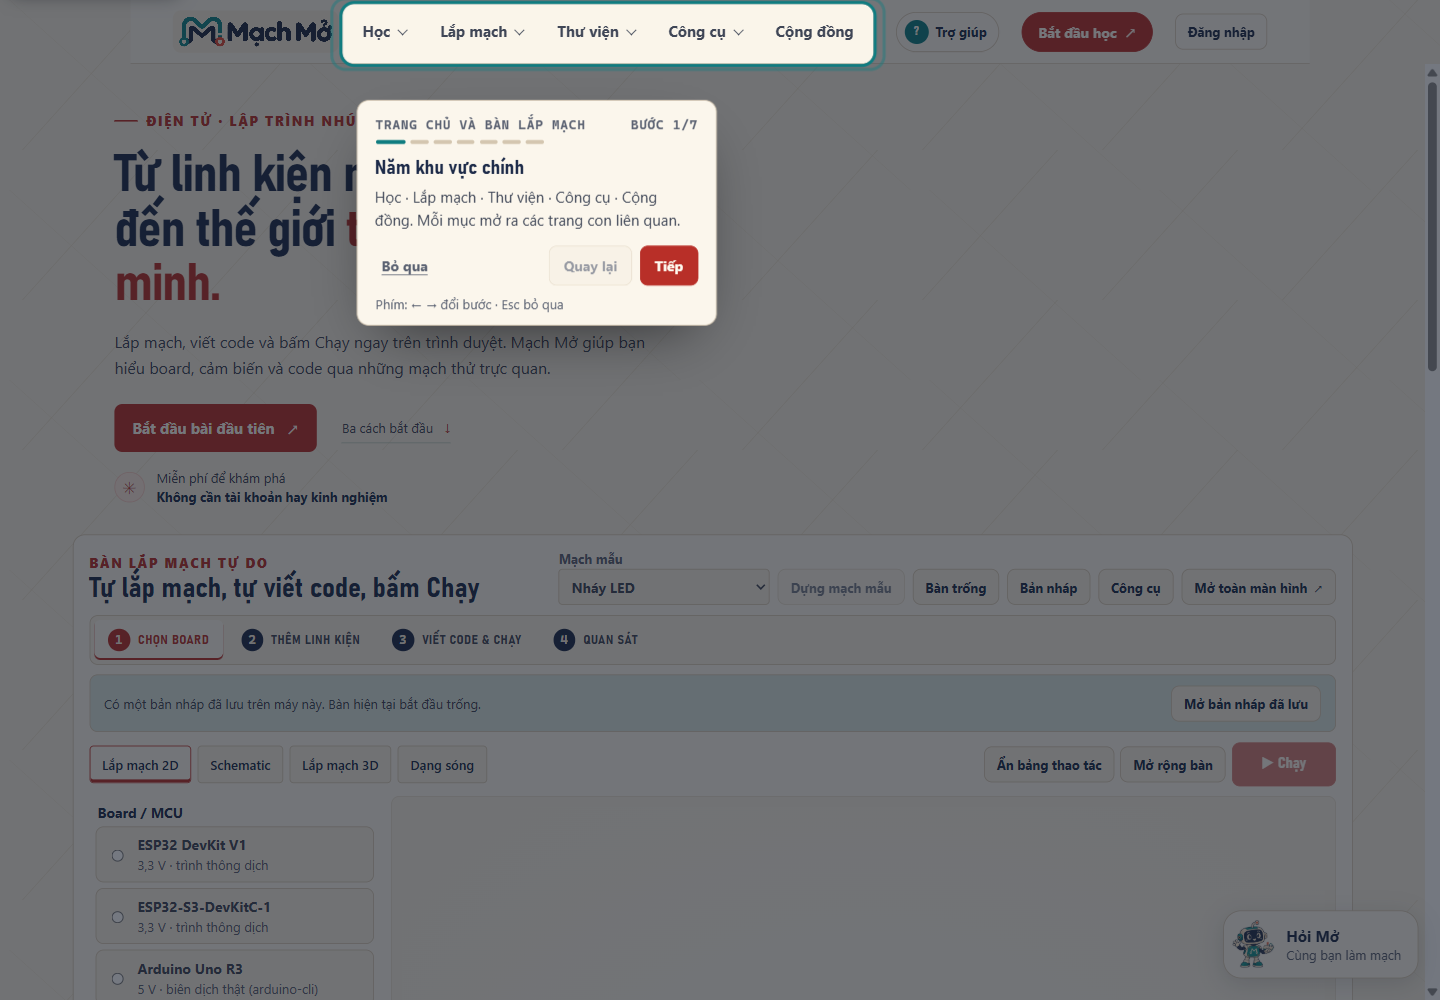 Mạch Mở
Học
Lắp mạch
Thư viện
Công cụ
Cộng đồng
? Trợ giúp
Bắt đầu học ↗
Đăng nhập
TRANG CHỦ VÀ BÀN LẮP MẠCH
BƯỚC 1/7
Năm khu vực chính
Học · Lắp mạch · Thư viện · Công cụ · Cộng
đồng. Mỗi mục mở ra các trang con liên quan.
Bỏ qua
Quay lại
Tiếp
Phím: ← → đổi bước · Esc bỏ qua
ĐIỆN TỬ · LẬP TRÌNH
Từ linh kiện
đến thế giới
minh.
Lắp mạch, viết code và bấm Chạy ngay trên trình duyệt. Mạch Mở giúp bạn
hiểu board, cảm biến và code qua những mạch thử trực quan.
Bắt đầu bài đầu tiên ↗
Ba cách bắt đầu ↓
Miễn phí để khám phá
Không cần tài khoản hay kinh nghiệm
BÀN LẮP MẠCH TỰ DO
Tự lắp mạch, tự viết code, bấm Chạy
Mạch mẫu
Nháy LED
Dựng mạch mẫu
Bàn trống
Bản nháp
Công cụ
Mở toàn màn hình ↗
1 CHỌN BOARD
2 THÊM LINH KIỆN
3 VIẾT CODE & CHẠY
4 QUAN SÁT
Có một bản nháp đã lưu trên máy này. Bàn hiện tại bắt đầu trống.
Mở bản nháp đã lưu
Lắp mạch 2D
Schematic
Lắp mạch 3D
Dạng sóng
Ẩn bảng thao tác
Mở rộng bàn
▶ Chạy
Board / MCU
ESP32 DevKit V1
3,3 V · trình thông dịch
ESP32-S3-DevKitC-1
3,3 V · trình thông dịch
Arduino Uno R3
5 V · biên dịch thật (arduino-cli)
Hỏi Mở
Cùng bạn làm mạch